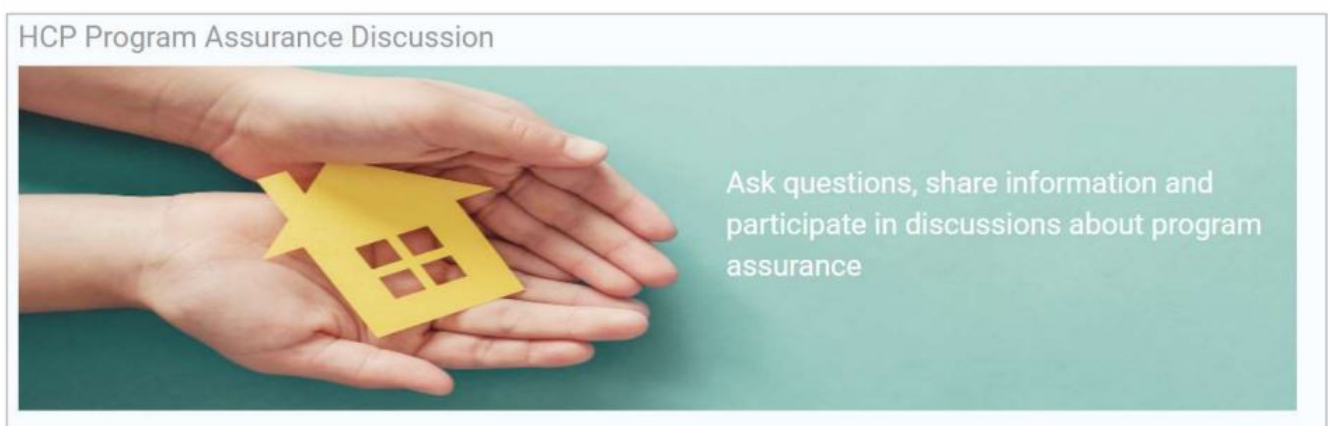 HCP Program Assurance Discussion
Ask questions, share information and
participate in discussions about program
assurance